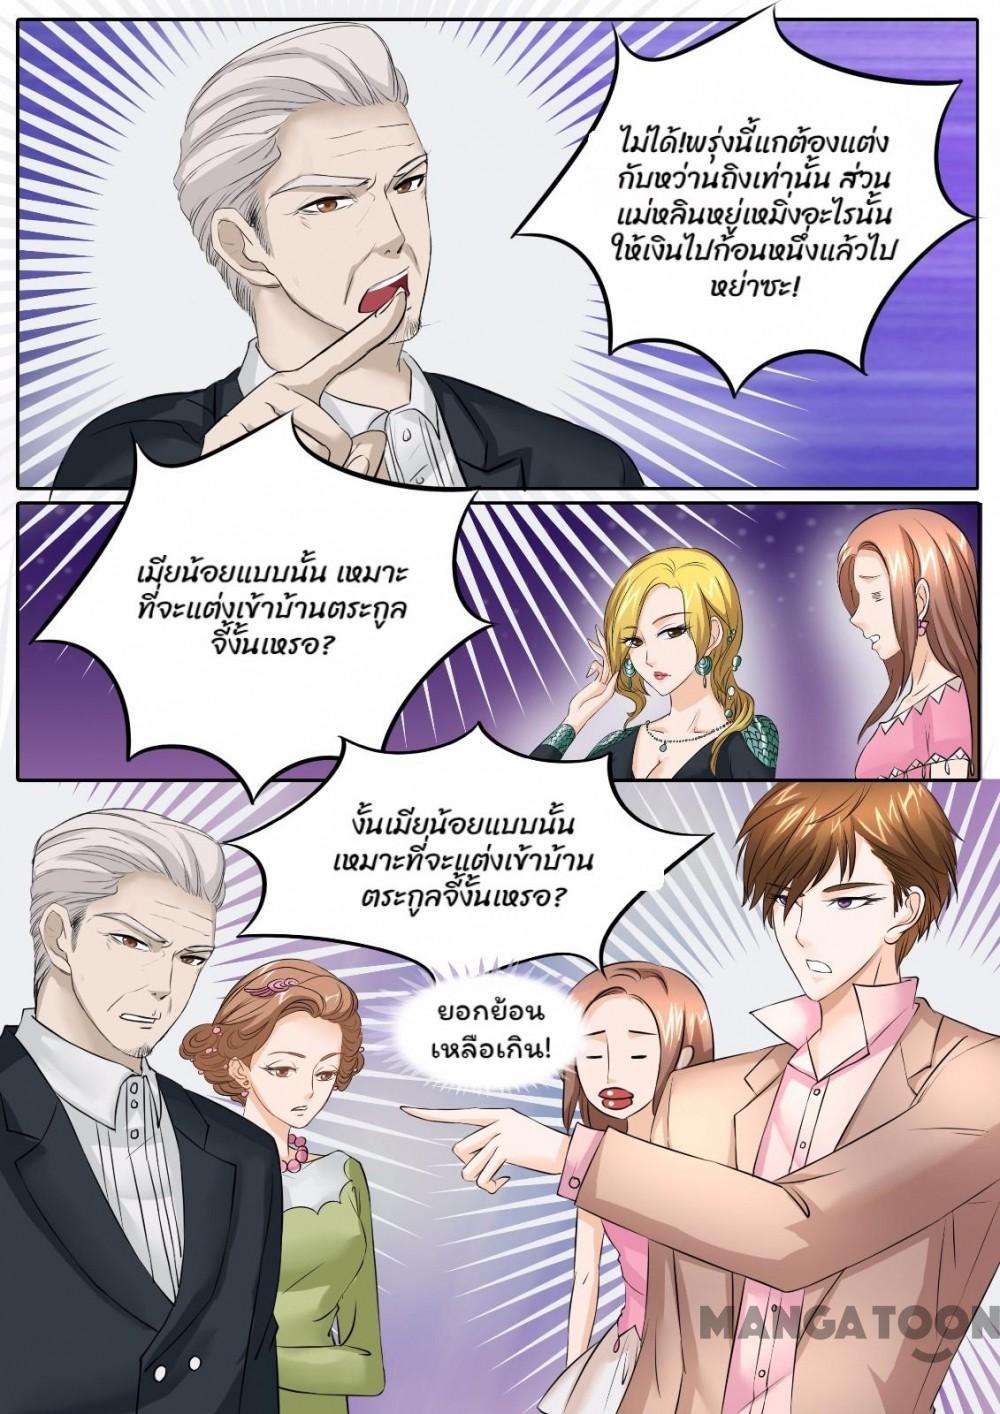 ไม่ได้!พรุ่งนี้แกต้องแต่ง
กับหว่านถิงเท่านั้น ส่วน
แม่หลินหยู่เหมิ่งอะไรนั้น
ให้เงินไปก้อนหนึ่งแล้วไป
หย่าซะ!
เมียน้อยแบบนั้น เหมาะ
ที่จะแต่งเข้าบ้านตระกูล
จี้งั้นเหรอ?
งั้นเมียน้อยแบบนั้น
เหมาะที่จะแต่งเข้าบ้าน
ตระกูลจี้งั้นเหรอ?
ยอกย้อน
เหลือเกิน!
MANGATOON